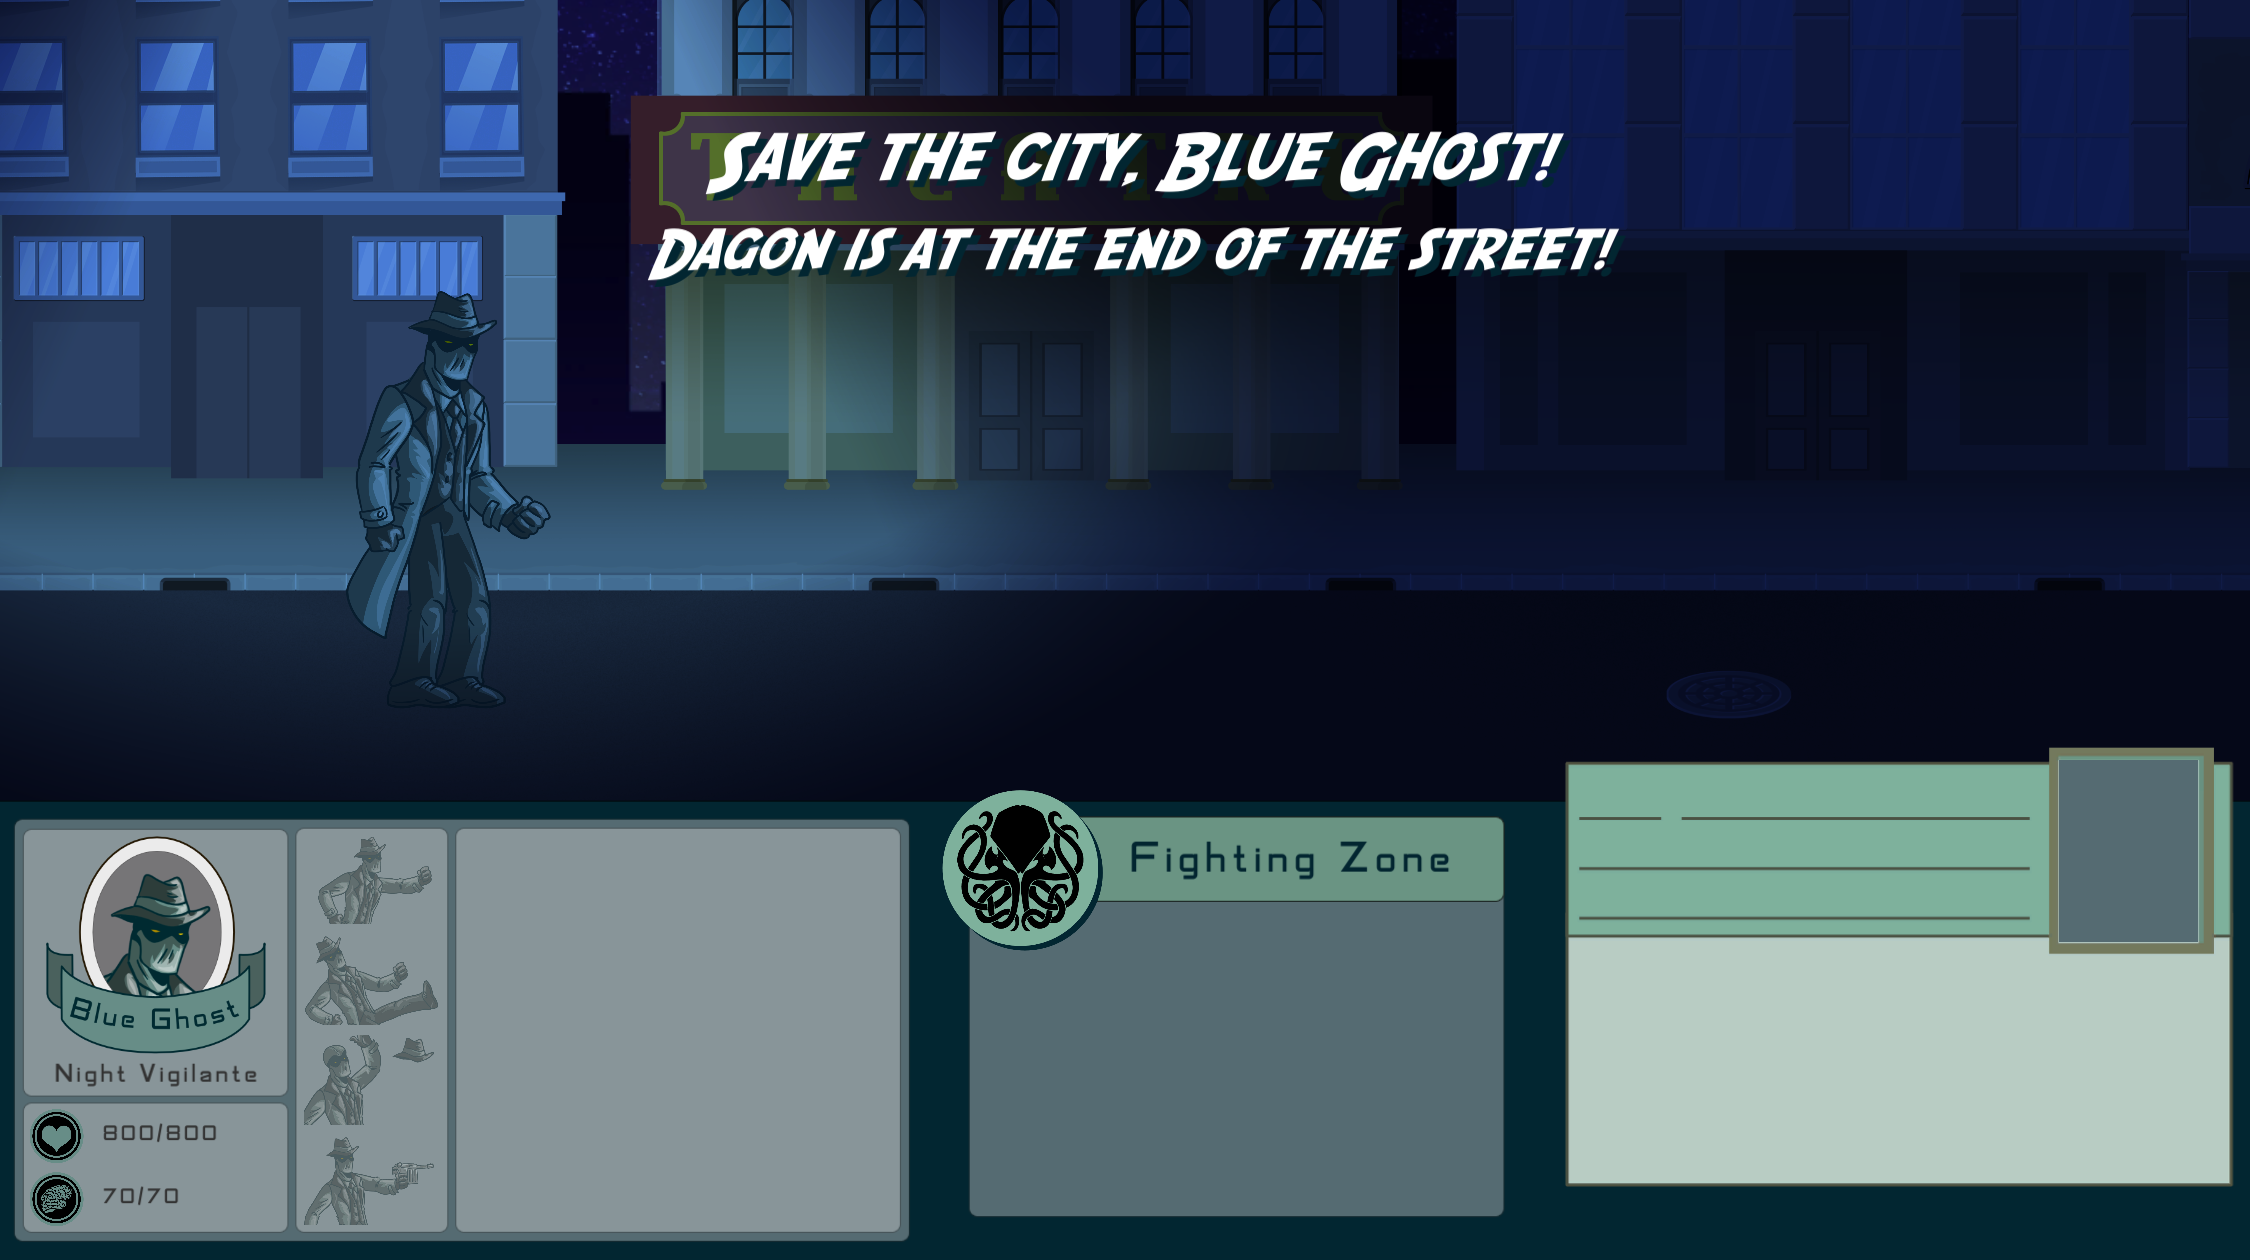 SAVE THE CITY, BLUE GHOST!
DAGON IS AT THE END OF THE STREET!
Fighting Zone
Blue Ghost
Night Vigilante
800/800
70/70